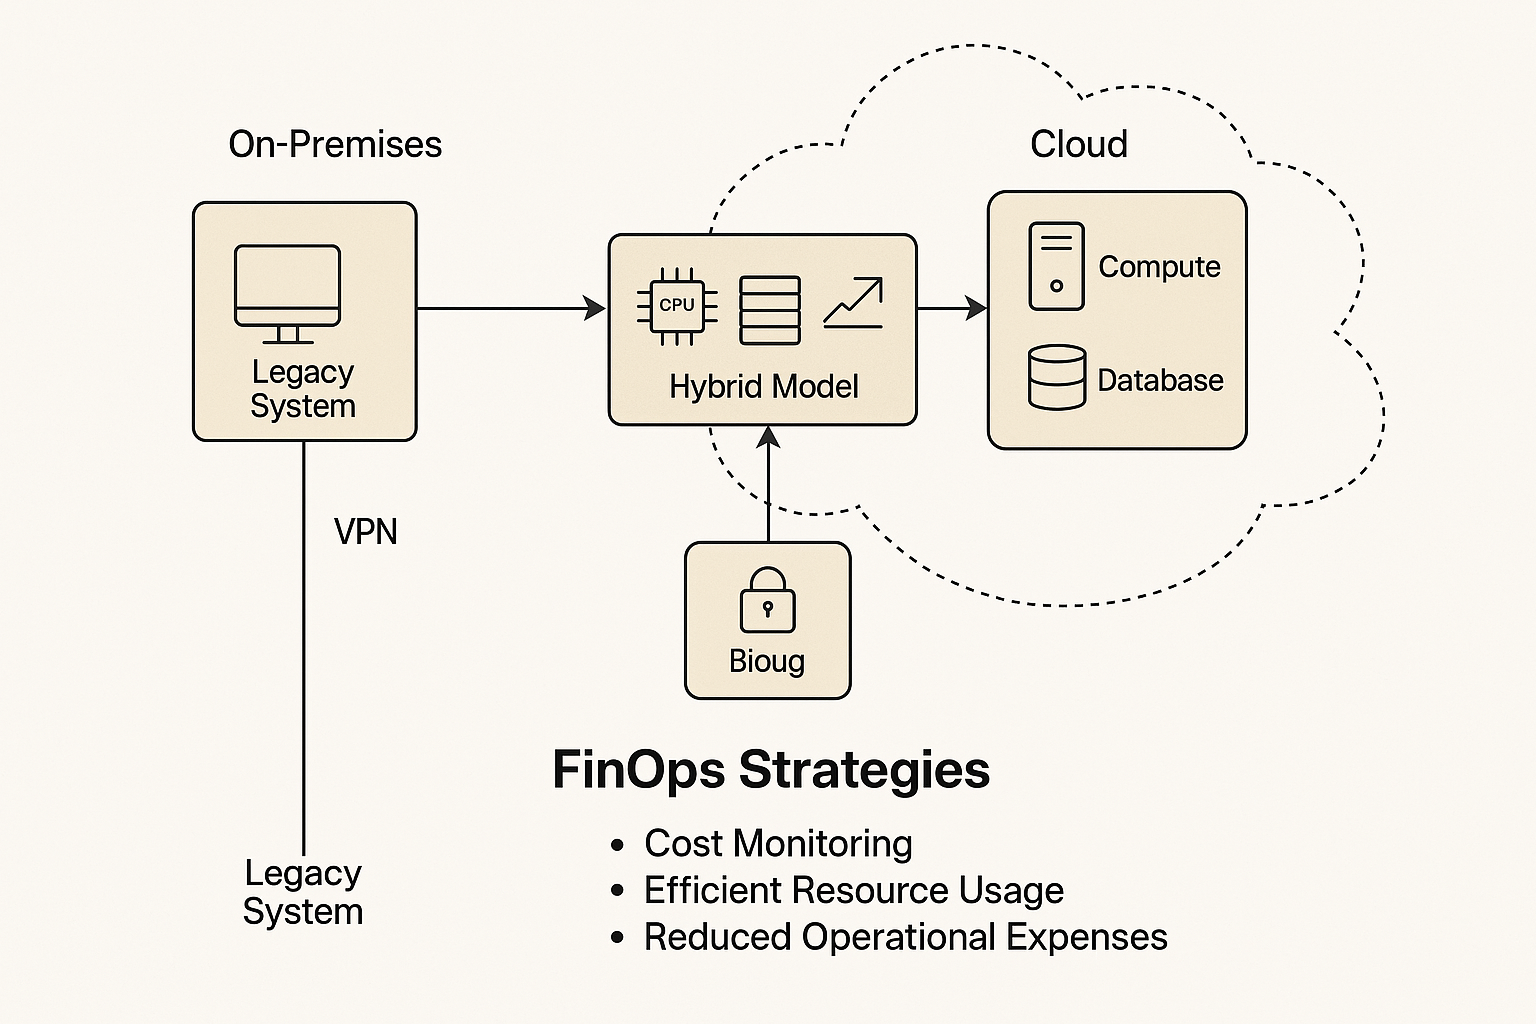 On-Premises
Cloud
Legacy
System
CPU
Hybrid Model
Compute
Database
VPN
Bioug
Legacy
System
FinOps Strategies
• Cost Monitoring
• Efficient Resource Usage
• Reduced Operational Expenses